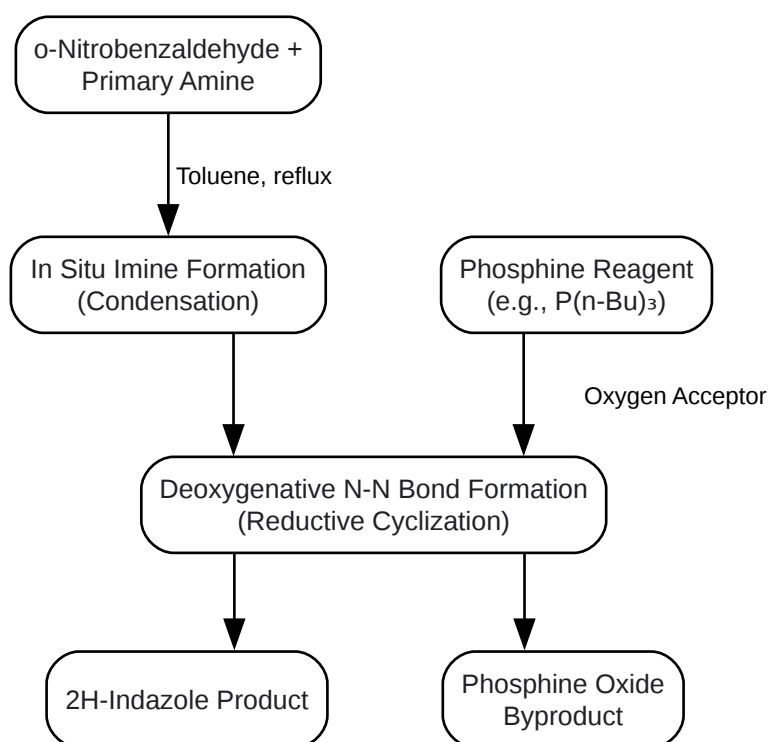 o-Nitrobenzaldehyde +
Primary Amine
Toluene, reflux
In Situ Imine Formation
(Condensation)
Phosphine Reagent
(e.g., P(n-Bu)₃)
Oxygen Acceptor
Deoxygenative N-N Bond Formation
(Reductive Cyclization)
2H-Indazole Product
Phosphine Oxide
Byproduct